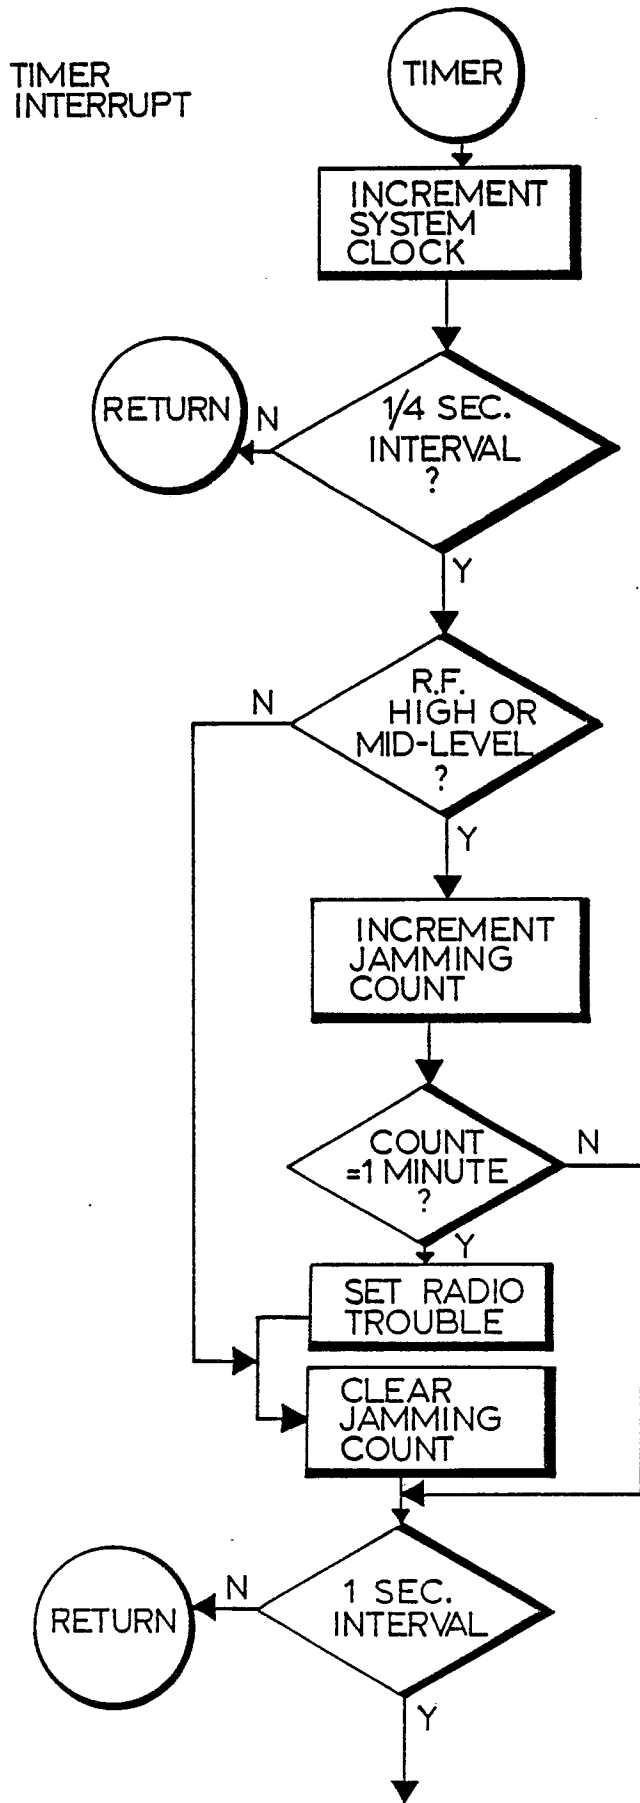 TIMER
INTERRUPT
TIMER
INCREMENT
SYSTEM
CLOCK
RETURN
N
1/4 SEC.
INTERVAL
?
Y
N
R.F.
HIGH OR
MID-LEVEL
?
Y
INCREMENT
JAMMING
COUNT
COUNT
=1 MINUTE
?
N
Y
SET RADIO
TROUBLE
CLEAR
JAMMING
COUNT
RETURN
N
1 SEC.
INTERVAL
Y